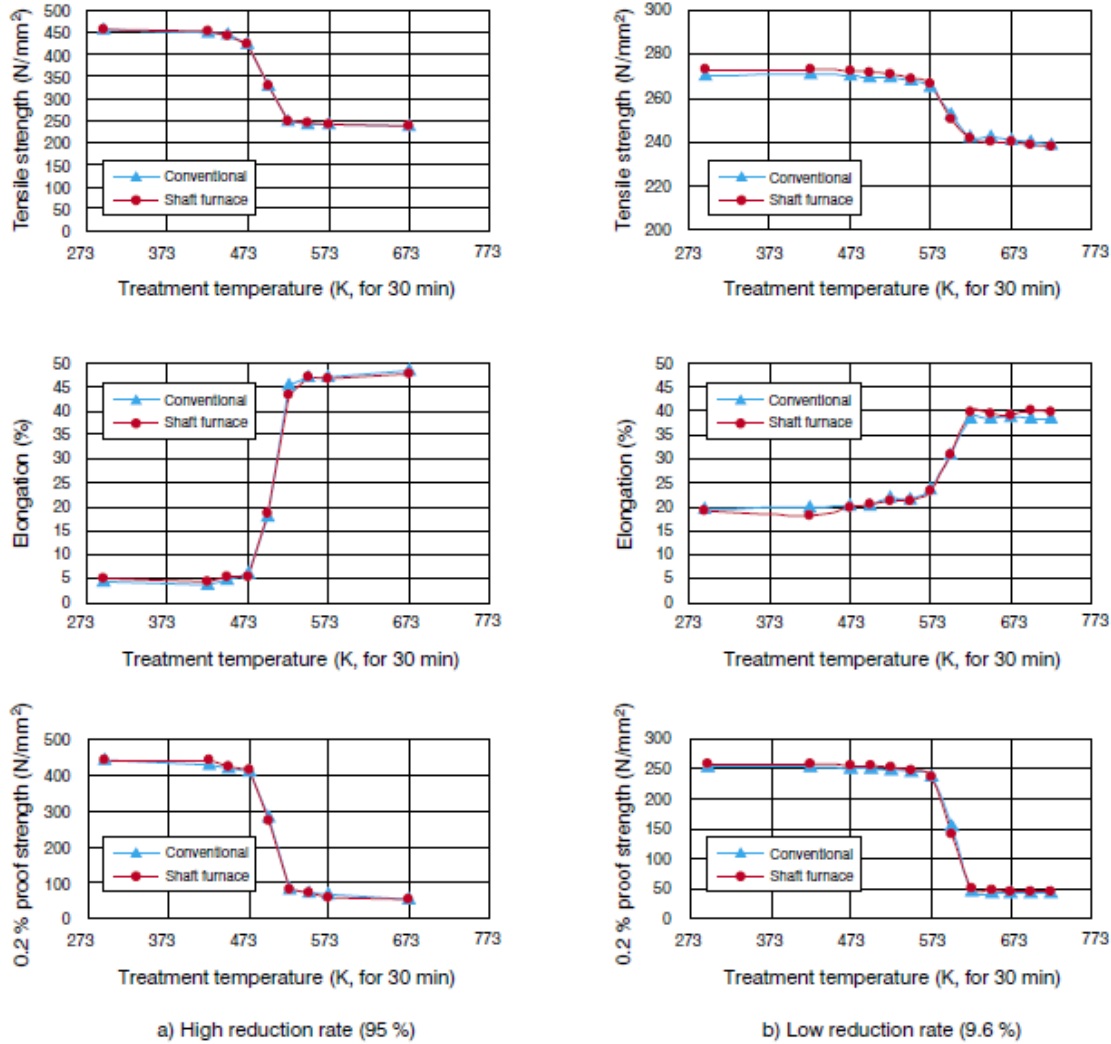 Tensile strength (N/mm²)
500
450
400
350
300
250
200
150
100
50
0
Conventional
Shaft furnace
273 373 473 573 673 773
Treatment temperature (K, for 30 min)
Tensile strength (N/mm²)
300
280
260
240
220
200
Conventional
Shaft furnace
273 373 473 573 673 773
Treatment temperature (K, for 30 min)
Elongation (%)
50
45
40
35
30
25
20
15
10
5
0
Conventional
Shaft furnace
273 373 473 573 673 773
Treatment temperature (K, for 30 min)
Elongation (%)
50
45
40
35
30
25
20
15
10
5
0
Conventional
Shaft furnace
273 373 473 573 673 773
Treatment temperature (K, for 30 min)
0.2 % proof strength (N/mm²)
500
400
300
200
100
0
Conventional
Shaft furnace
273 373 473 573 673 773
Treatment temperature (K, for 30 min)
0.2 % proof strength (N/mm²)
300
250
200
150
100
50
0
Conventional
Shaft furnace
273 373 473 573 673 773
Treatment temperature (K, for 30 min)
a) High reduction rate (95 %)
b) Low reduction rate (9.6 %)